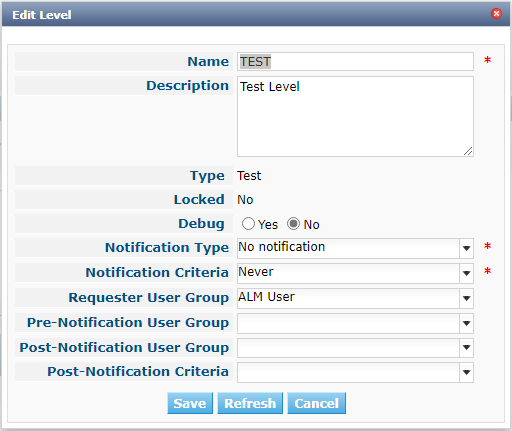 Edit Level
Name TEST *
Description Test Level
Type Test
Locked No
Debug Yes No
Notification Type No notification *
Notification Criteria Never *
Requester User Group ALM User
Pre-Notification User Group
Post-Notification User Group
Post-Notification Criteria
Save Refresh Cancel